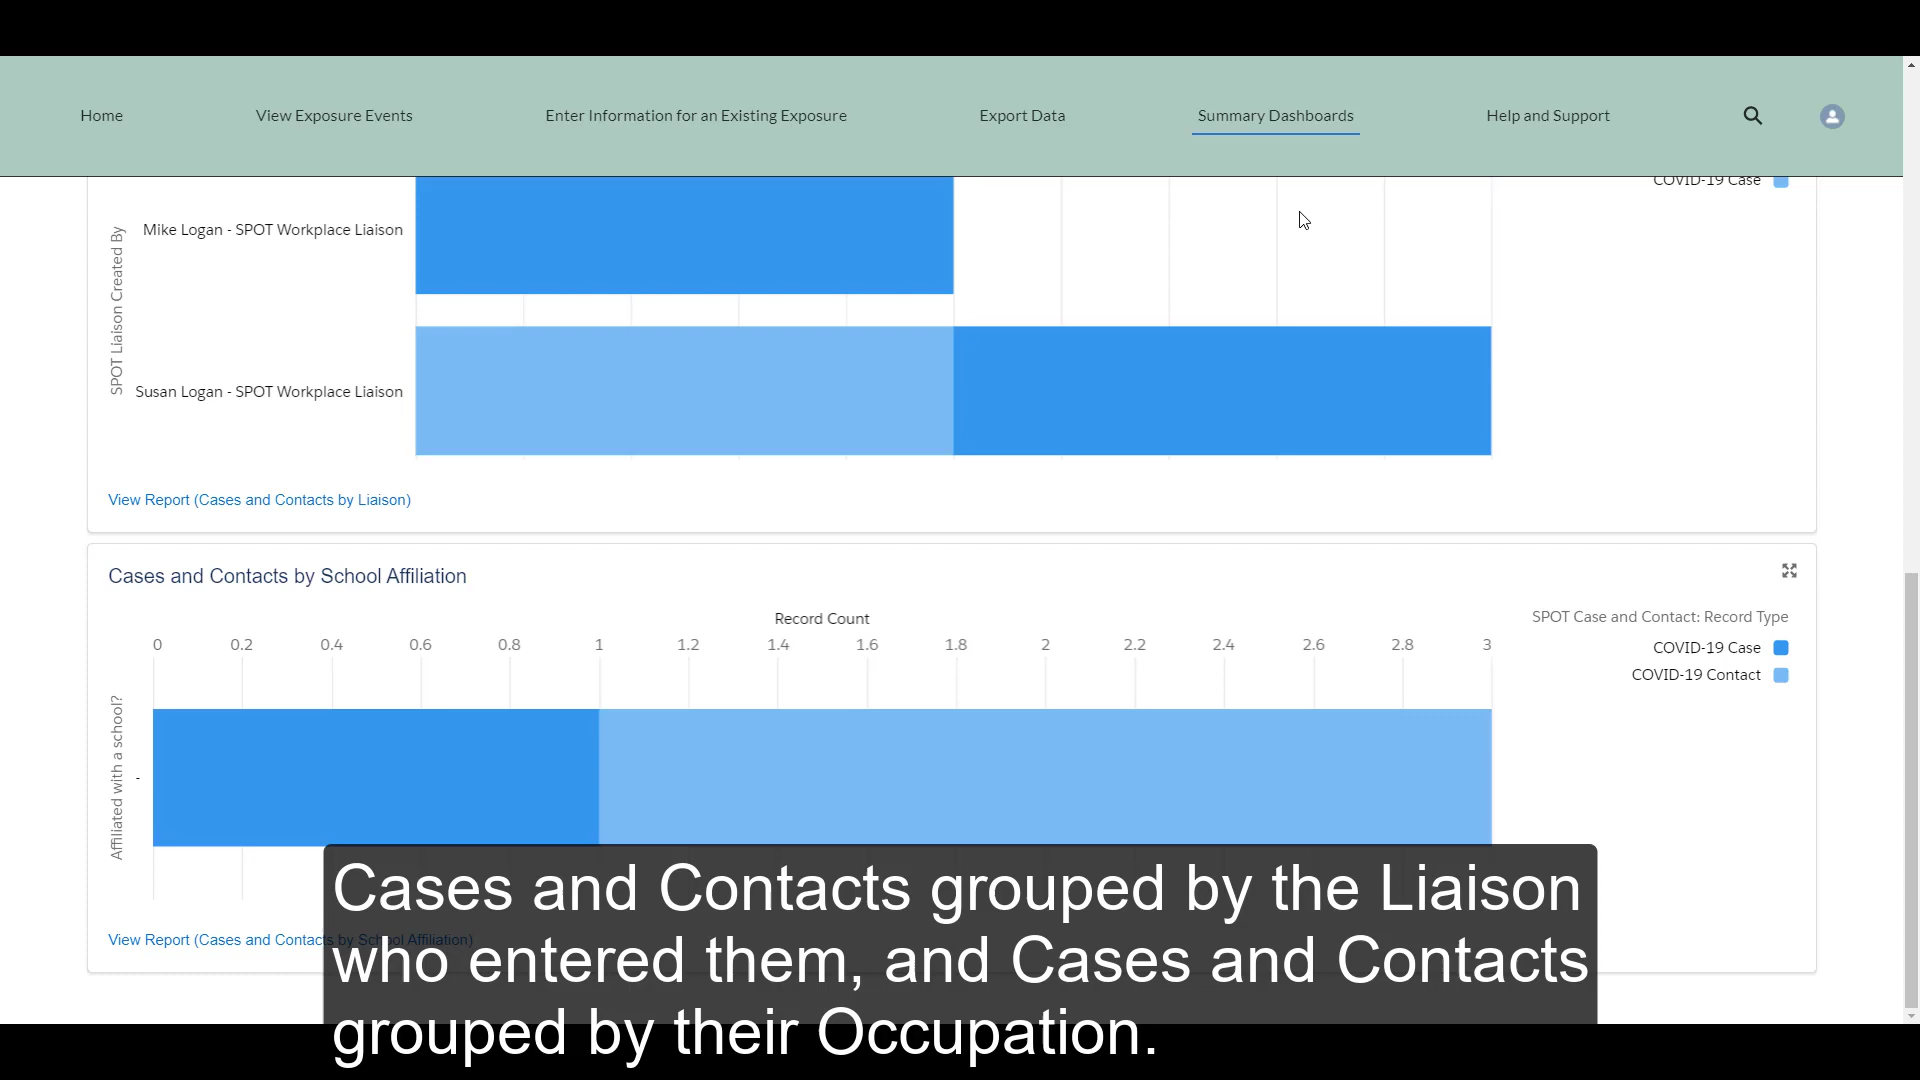 Home View Exposure Events Enter Information for an Existing Exposure Export Data Summary Dashboards Help and Support
COVID-19 Case
SPOT Liaison Created By
Mike Logan - SPOT Workplace Liaison
Susan Logan - SPOT Workplace Liaison
View Report (Cases and Contacts by Liaison)
Cases and Contacts by School Affiliation
Record Count
0 0.2 0.4 0.6 0.8 1 1.2 1.4 1.6 1.8 2 2.2 2.4 2.6 2.8 3
SPOT Case and Contact: Record Type
COVID-19 Case
COVID-19 Contact
Affiliated with a school?
-
View Report (Cases and Contacts by School Affiliation)
Cases and Contacts grouped by the Liaison
who entered them, and Cases and Contacts
grouped by their Occupation.